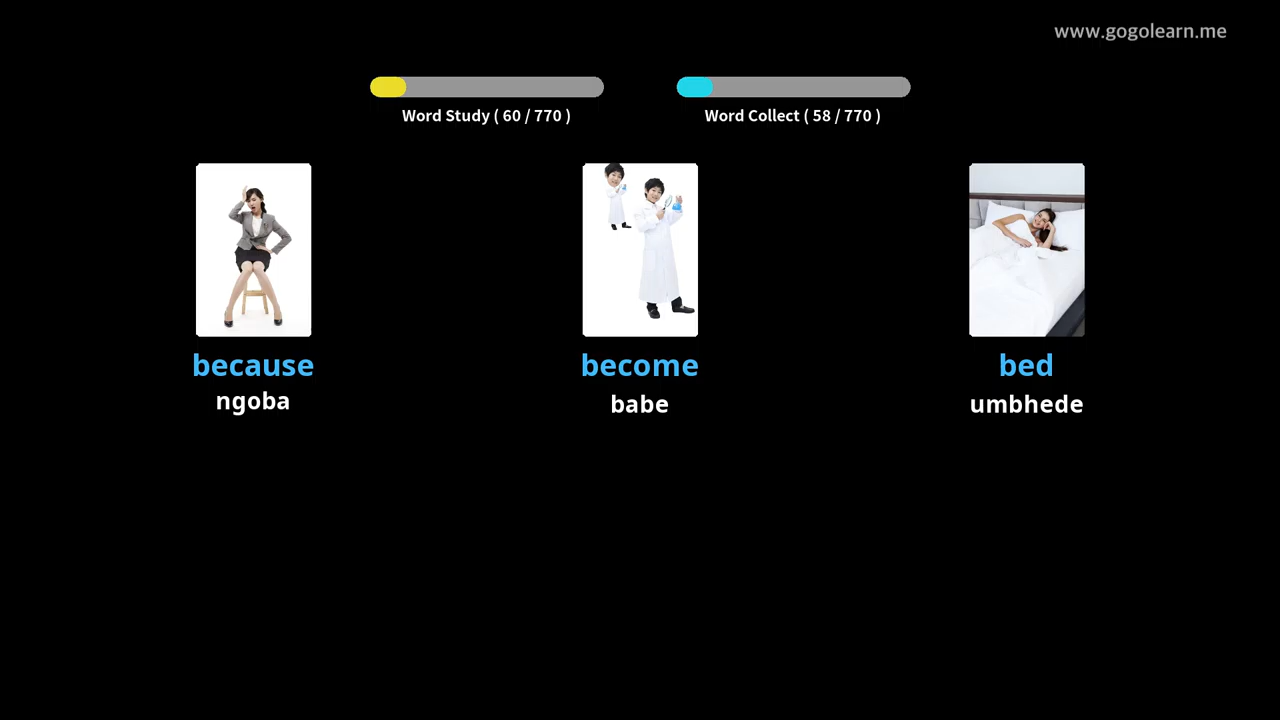 www.gogolearn.me
Word Study ( 60 / 770 )
Word Collect ( 58 / 770 )
because
ngoba
become
babe
bed
umbhede